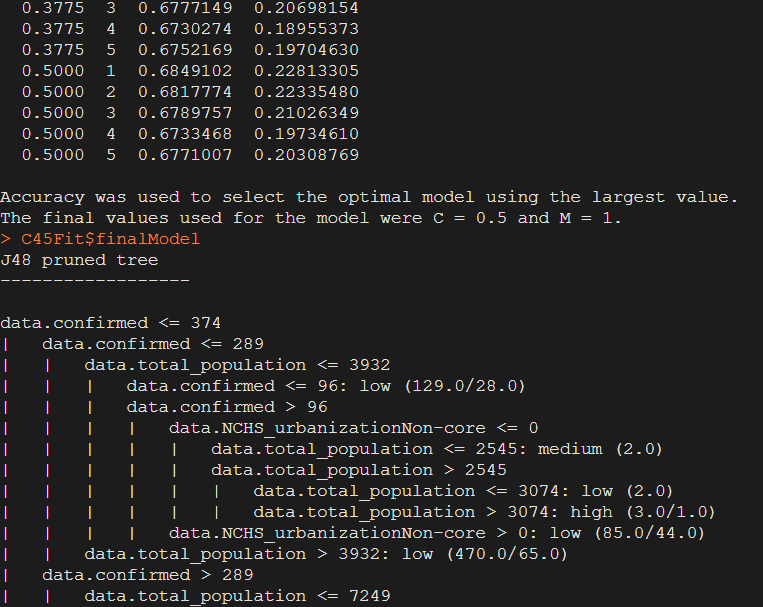 0.3775  3  0.6777149  0.20698154
  0.3775  4  0.6730274  0.18955373
  0.3775  5  0.6752169  0.19704630
  0.5000  1  0.6849102  0.22813305
  0.5000  2  0.6817774  0.22335480
  0.5000  3  0.6789757  0.21026349
  0.5000  4  0.6733468  0.19734610
  0.5000  5  0.6771007  0.20308769

Accuracy was used to select the optimal model using the largest value.
The final values used for the model were C = 0.5 and M = 1.
> C45Fit$finalModel
J48 pruned tree
------------------

data.confirmed <= 374
|   data.confirmed <= 289
|   |   data.total_population <= 3932
|   |   |   data.confirmed <= 96: low (129.0/28.0)
|   |   |   data.confirmed > 96
|   |   |   |   data.NCHS_urbanizationNon-core <= 0
|   |   |   |   |   data.total_population <= 2545: medium (2.0)
|   |   |   |   |   data.total_population > 2545
|   |   |   |   |   |   data.total_population <= 3074: low (2.0)
|   |   |   |   |   |   data.total_population > 3074: high (3.0/1.0)
|   |   |   |   data.NCHS_urbanizationNon-core > 0: low (85.0/44.0)
|   |   data.total_population > 3932: low (470.0/65.0)
|   data.confirmed > 289
|   |   data.total_population <= 7249